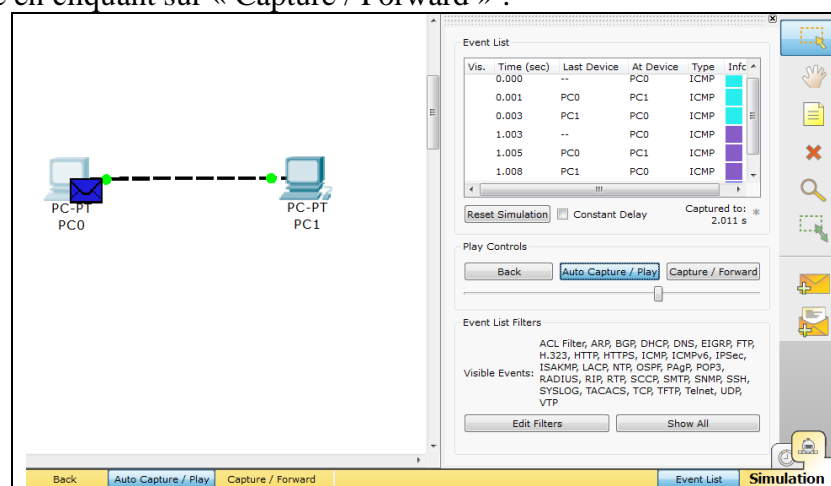 en cliquant sur « Capture / Forward » :
Event List
Vis. Time (sec) Last Device At Device Type Info
0.000 -- PC0 ICMP
0.001 PC0 PC1 ICMP
0.003 PC1 PC0 ICMP
1.003 -- PC0 ICMP
1.005 PC0 PC1 ICMP
1.008 PC1 PC0 ICMP
Reset Simulation Constant Delay Captured to: *
2.011 s
PC-PT
PC0
PC-PT
PC1
Play Controls
Back Auto Capture / Play Capture / Forward
Event List Filters
Visible Events:
ACL Filter, ARP, BGP, DHCP, DNS, EIGRP, FTP,
H.323, HTTP, HTTPS, ICMP, ICMPv6, IPSec,
ISAKMP, LACP, NTP, OSPF, PAgP, POP3,
RADIUS, RIP, RTP, SCCP, SMTP, SNMP, SSH,
SYSLOG, TACACS, TCP, TFTP, Telnet, UDP,
VTP
Edit Filters Show All
Back Auto Capture / Play Capture / Forward Event List Simulation